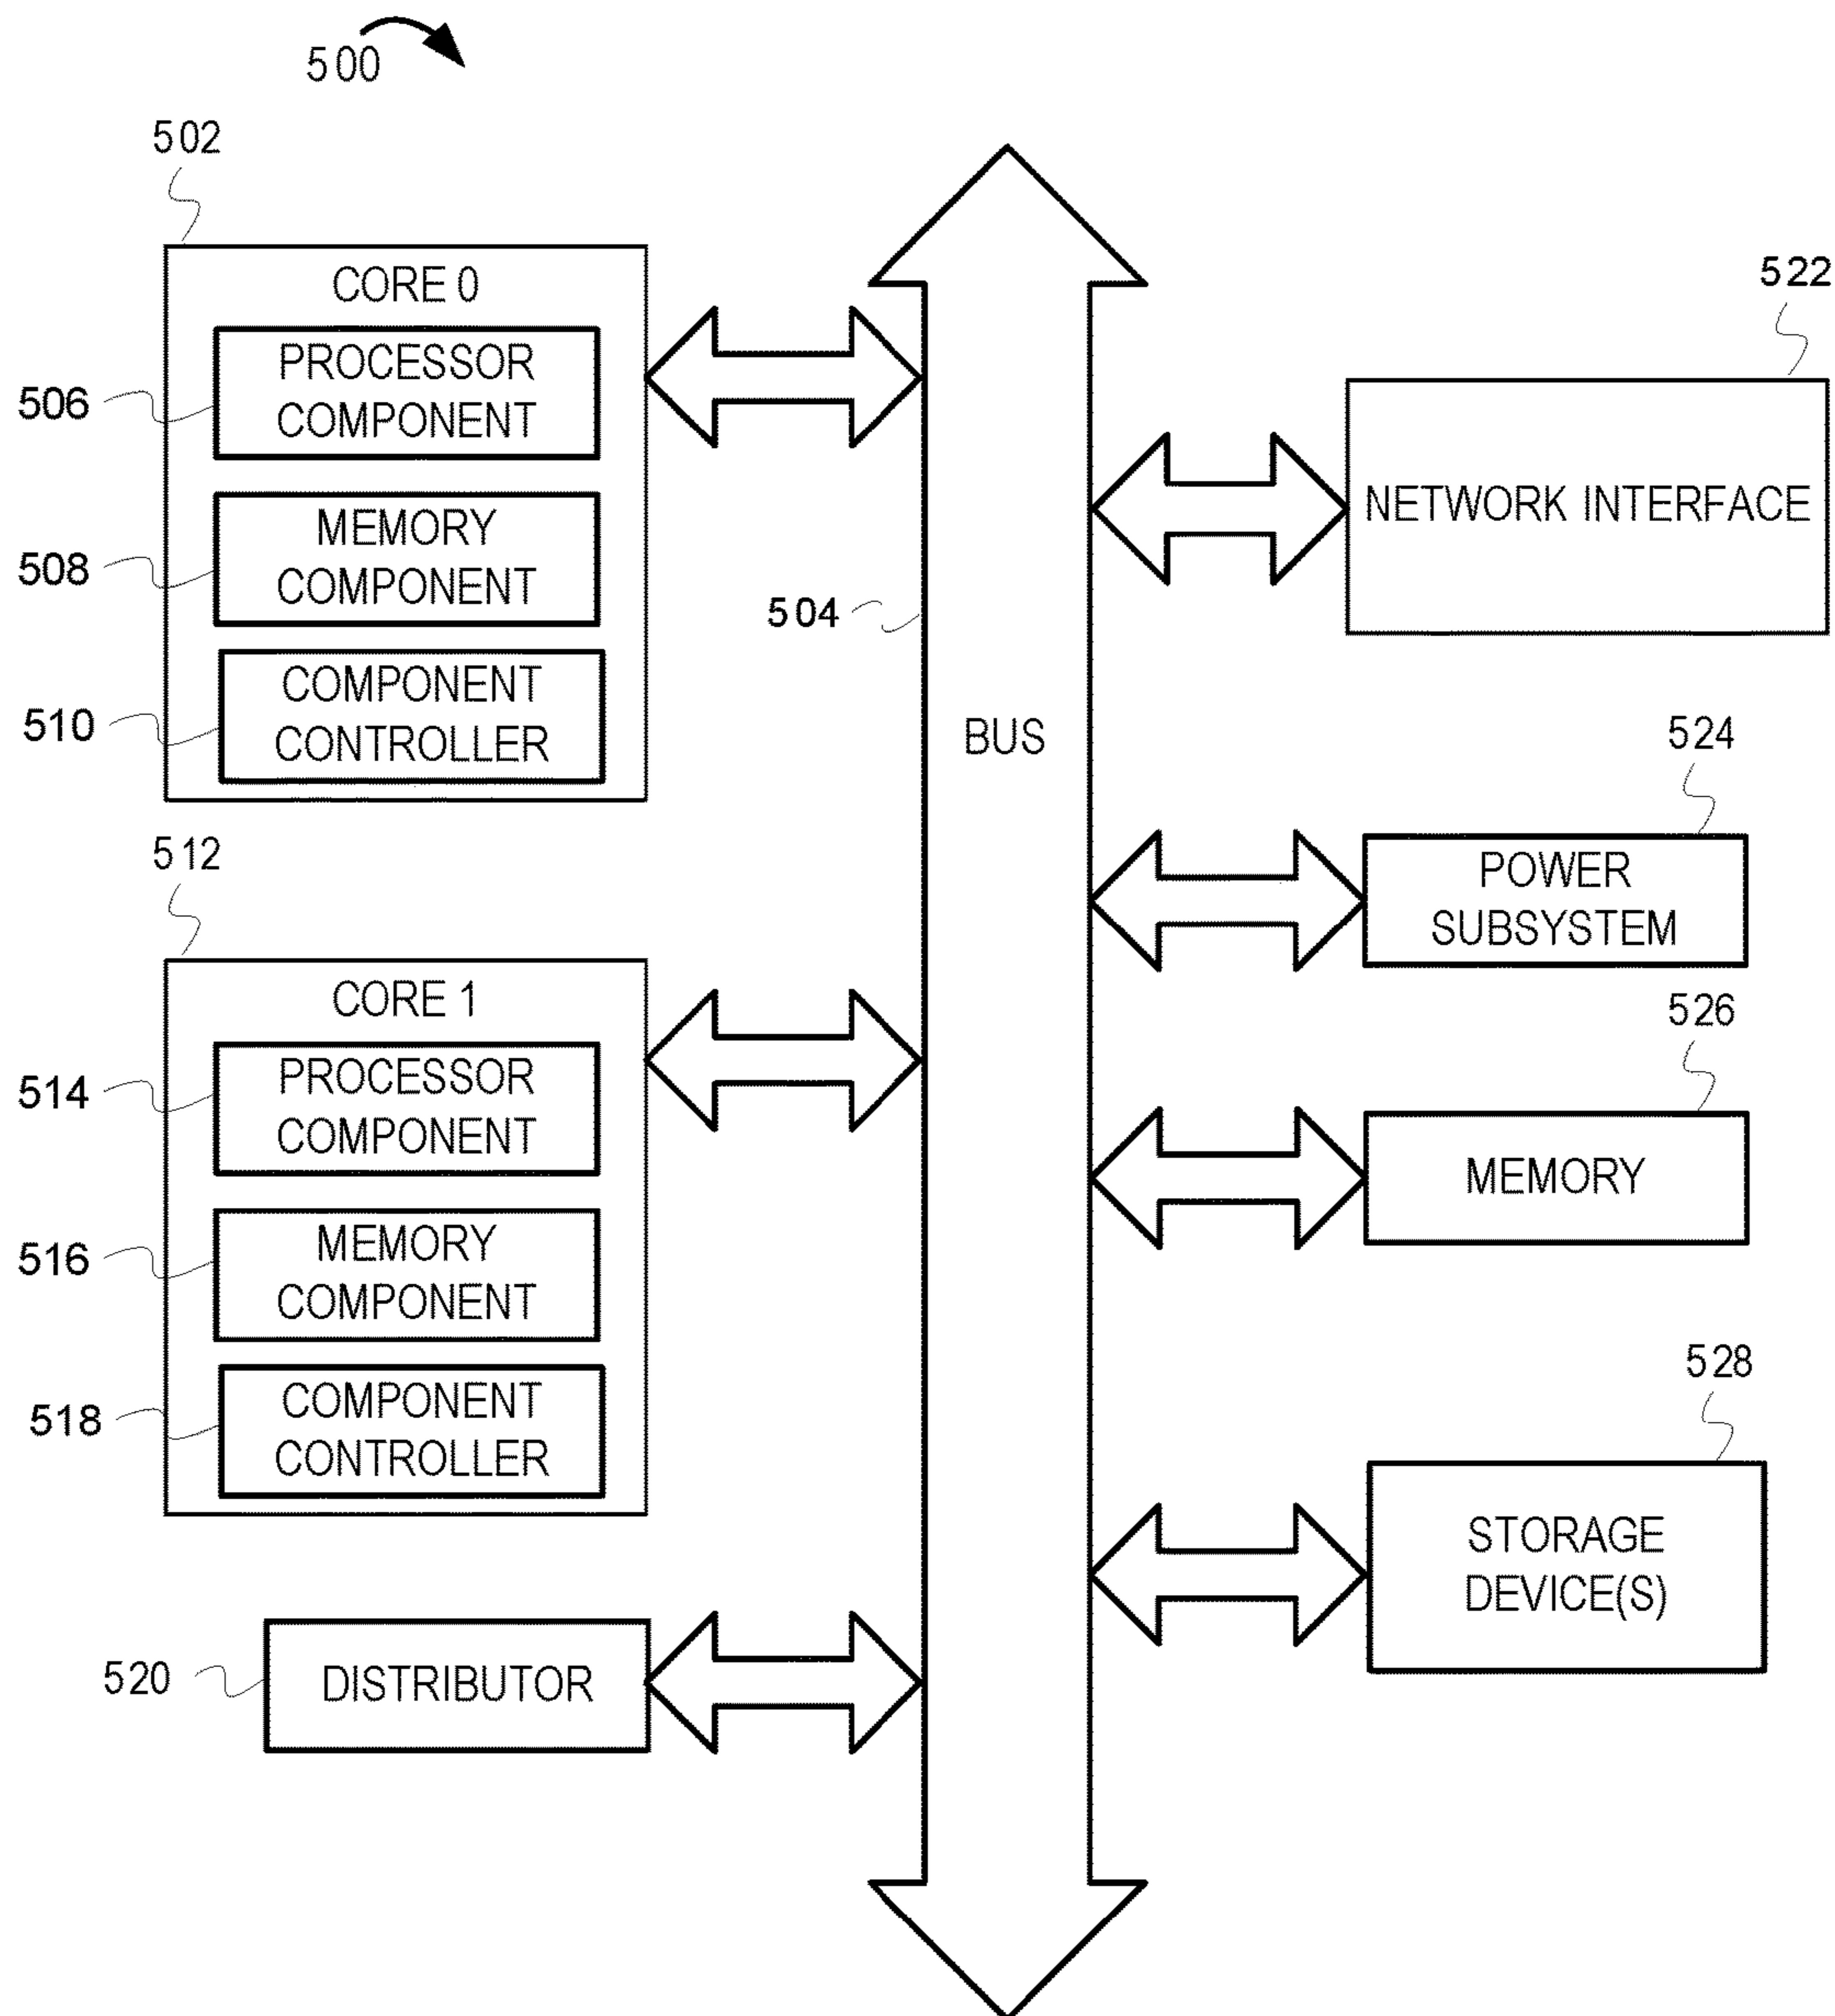 500
502
CORE 0
PROCESSOR
COMPONENT
506
MEMORY
COMPONENT
508
COMPONENT
CONTROLLER
510
512
CORE 1
PROCESSOR
COMPONENT
514
MEMORY
COMPONENT
516
COMPONENT
CONTROLLER
518
520
DISTRIBUTOR
504
BUS
522
NETWORK INTERFACE
524
POWER
SUBSYSTEM
526
MEMORY
528
STORAGE
DEVICE(S)